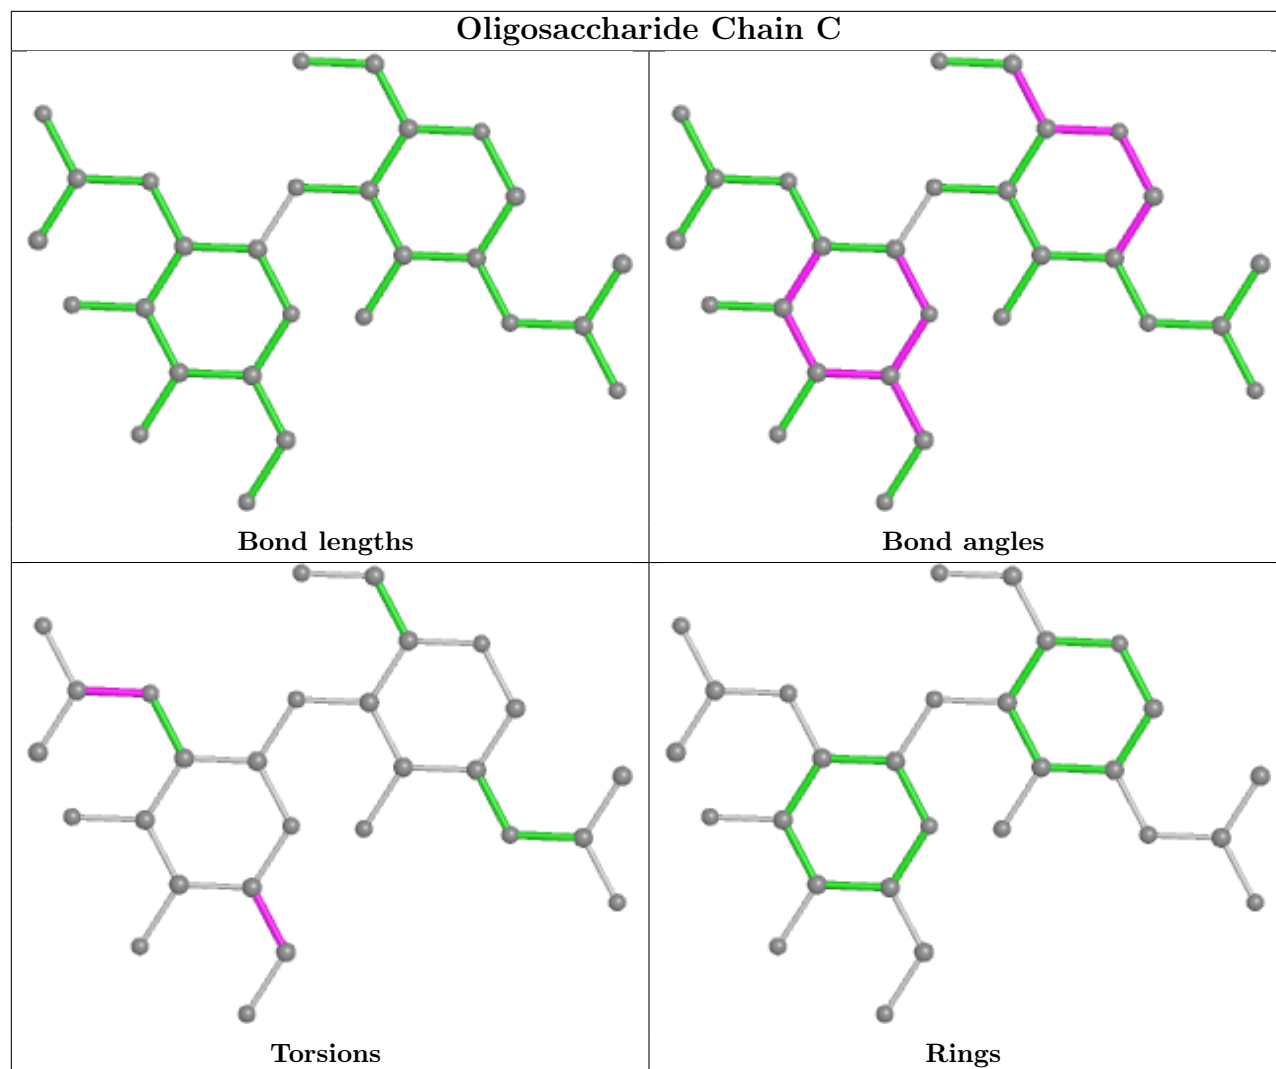 Oligosaccharide Chain C
Bond lengths
Bond angles
Torsions
Rings